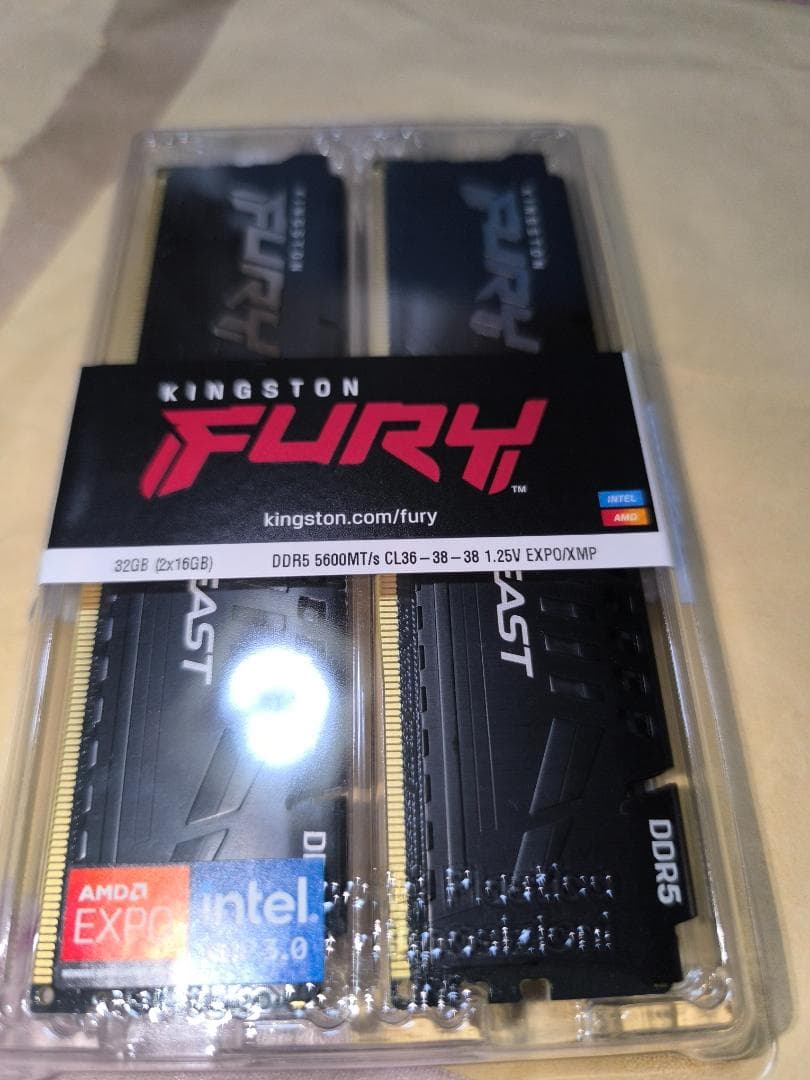 KINGSTON
FURY
KINGSTON
FURY
KINGSTON
FURY
TM
kingston.com/fury
INTEL
AMD
32GB (2x16GB)
DDR5 5600MT/s CL36-38-38 1.25V EXPO/XMP
EAST
EAST
DDR5
AMD
EXPO
intel.
3.0